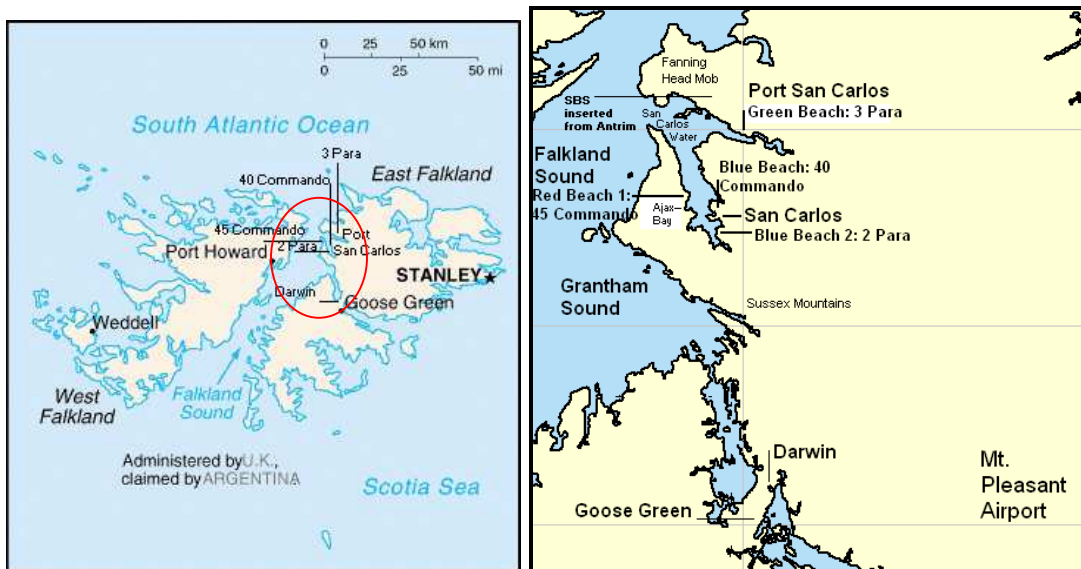 0 25 50 km
0 25 50 mi
South Atlantic Ocean
3 Para
East Falkland
40 Commando
45 Commando
Port
2 Para
San Carlos
Port Howard
STANLEY
Darwin
Goose Green
Weddell
West
Falkland
Falkland
Sound
Administered by U.K.,
claimed by ARGENTINA
Scotia Sea
Fanning
Head Mob
Port San Carlos
Green Beach: 3 Para
SBS
inserted
from Antrim
San
Carlos
Water
Falkland
Sound
Blue Beach: 40
Commando
Red Beach 1:
45 Commando
Ajax
Bay
San Carlos
Blue Beach 2: 2 Para
Grantham
Sound
Sussex Mountains
Darwin
Goose Green
Mt.
Pleasant
Airport